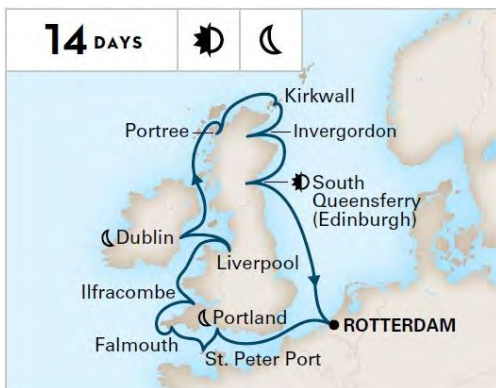 14 DAYS
Kirkwall
Portree
Invergordon
South
Queensferry
(Edinburgh)
Dublin
Liverpool
Ilfracombe
Portland
ROTTERDAM
Falmouth
St. Peter Port